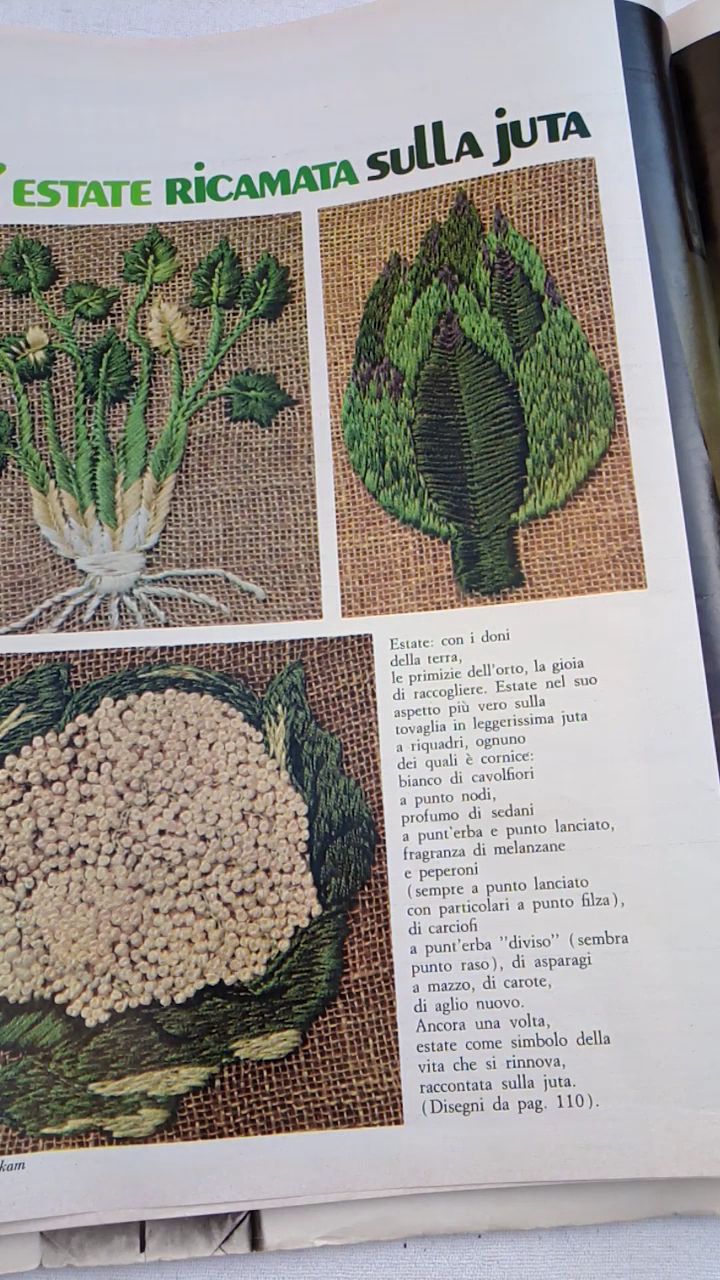 ESTATE RICAMATA SULLA JUTA
Estate: con i doni
della terra,
le primizie dell'orto, la gioia
di raccogliere. Estate nel suo
aspetto più vero sulla
tovaglia in leggerissima juta
a riquadri, ognuno
dei quali è cornice:
bianco di cavolfiori
a punto nodi,
profumo di sedani
a punt'erba e punto lanciato,
fragranza di melanzane
e peperoni
(sempre a punto lanciato
con particolari a punto filza),
di carciofi
a punt'erba "diviso" (sembra
punto raso), di asparagi
a mazzo, di carote,
di aglio nuovo.
Ancora una volta,
estate come simbolo della
vita che si rinnova,
raccontata sulla juta.
(Disegni da pag. 110).